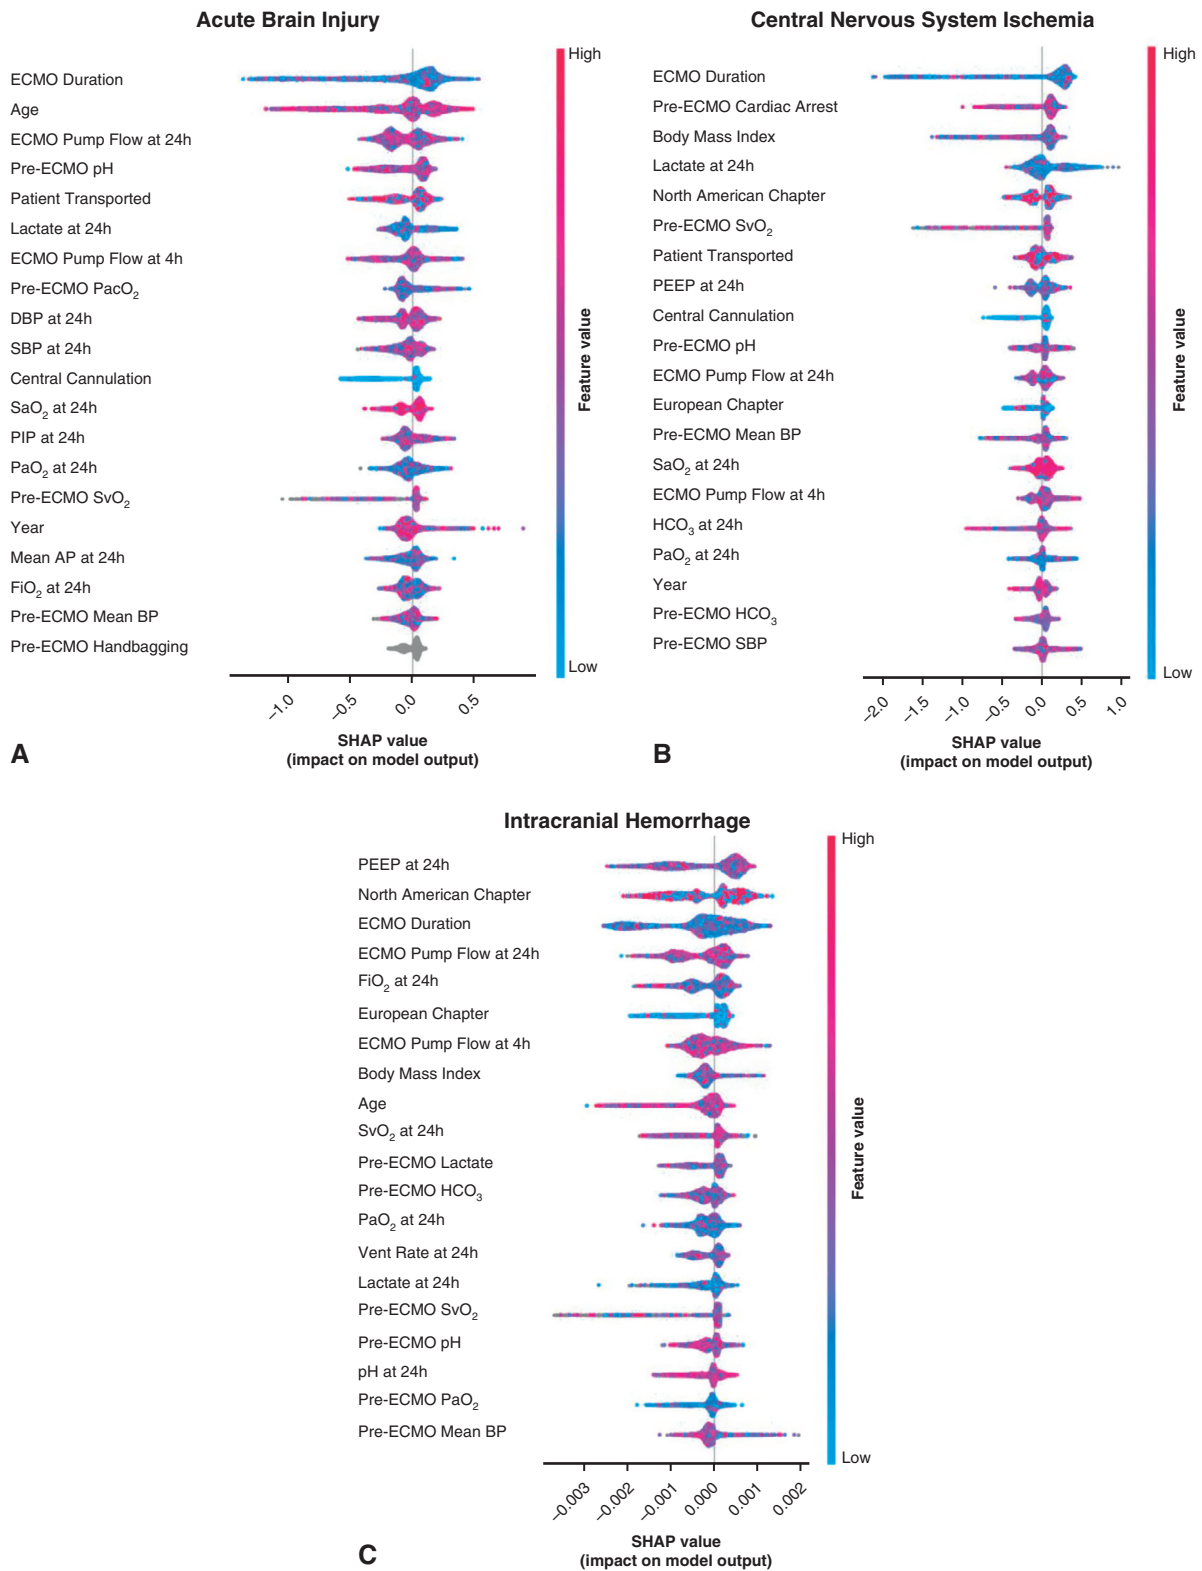 Acute Brain Injury
ECMO Duration
Age
ECMO Pump Flow at 24h
Pre-ECMO pH
Patient Transported
Lactate at 24h
ECMO Pump Flow at 4h
Pre-ECMO PacO2
DBP at 24h
SBP at 24h
Central Cannulation
SaO2 at 24h
PIP at 24h
PaO2 at 24h
Pre-ECMO SvO2
Year
Mean AP at 24h
FiO2 at 24h
Pre-ECMO Mean BP
Pre-ECMO Handbagging
High
Feature value
Low
−1.0 −0.5 0.0 0.5
SHAP value
(impact on model output)
A
Central Nervous System Ischemia
ECMO Duration
Pre-ECMO Cardiac Arrest
Body Mass Index
Lactate at 24h
North American Chapter
Pre-ECMO SvO2
Patient Transported
PEEP at 24h
Central Cannulation
Pre-ECMO pH
ECMO Pump Flow at 24h
European Chapter
Pre-ECMO Mean BP
SaO2 at 24h
ECMO Pump Flow at 4h
HCO3 at 24h
PaO2 at 24h
Year
Pre-ECMO HCO3
Pre-ECMO SBP
High
Feature value
Low
−2.0 −1.5 −1.0 −0.5 0.0 0.5 1.0
SHAP value
(impact on model output)
B
Intracranial Hemorrhage
PEEP at 24h
North American Chapter
ECMO Duration
ECMO Pump Flow at 24h
FiO2 at 24h
European Chapter
ECMO Pump Flow at 4h
Body Mass Index
Age
SvO2 at 24h
Pre-ECMO Lactate
Pre-ECMO HCO3
PaO2 at 24h
Vent Rate at 24h
Lactate at 24h
Pre-ECMO SvO2
Pre-ECMO pH
pH at 24h
Pre-ECMO PaO2
Pre-ECMO Mean BP
High
Feature value
Low
−0.003 −0.002 −0.001 0.000 0.001 0.002
SHAP value
(impact on model output)
C